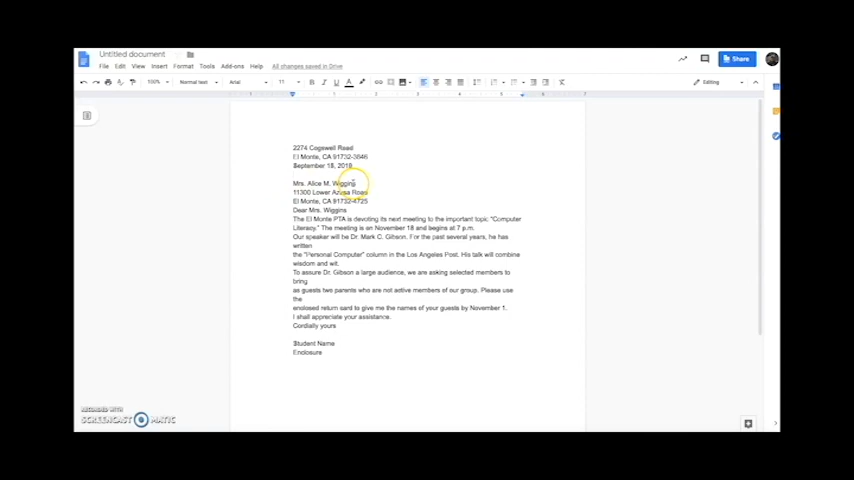 Untitled document
File Edit View Insert Format Tools Add-ons Help All changes saved in Drive
Share
100% Normal text Arial 11 Editing
2274 Cogswell Road
El Monte, CA 91732-3846
September 18, 2018
Mrs. Alice M. Wiggins
11300 Lower Azusa Road
El Monte, CA 91732-4725
Dear Mrs. Wiggins
The El Monte PTA is devoting its next meeting to the important topic "Computer
Literacy." The meeting is on November 18 and begins at 7 p.m.
Our speaker will be Dr. Mark C. Gibson. For the past several years, he has
written
the "Personal Computer" column in the Los Angeles Post. His talk will combine
wisdom and wit.
To assure Dr. Gibson a large audience, we are asking selected members to
bring
as guests two parents who are not active members of our group. Please use
the
enclosed return card to give me the names of your guests by November 1.
I shall appreciate your assistance.
Cordially yours
Student Name
Enclosure
RECORDED WITH
SCREENCAST MATIC